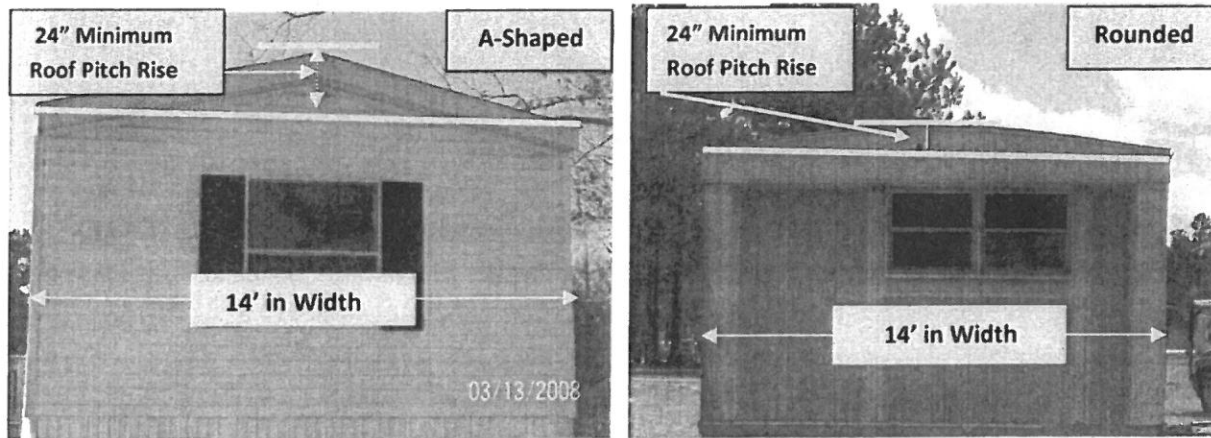 24” Minimum
Roof Pitch Rise
A-Shaped
14’ in Width
03/13/2008
24” Minimum
Roof Pitch Rise
Rounded
14’ in Width